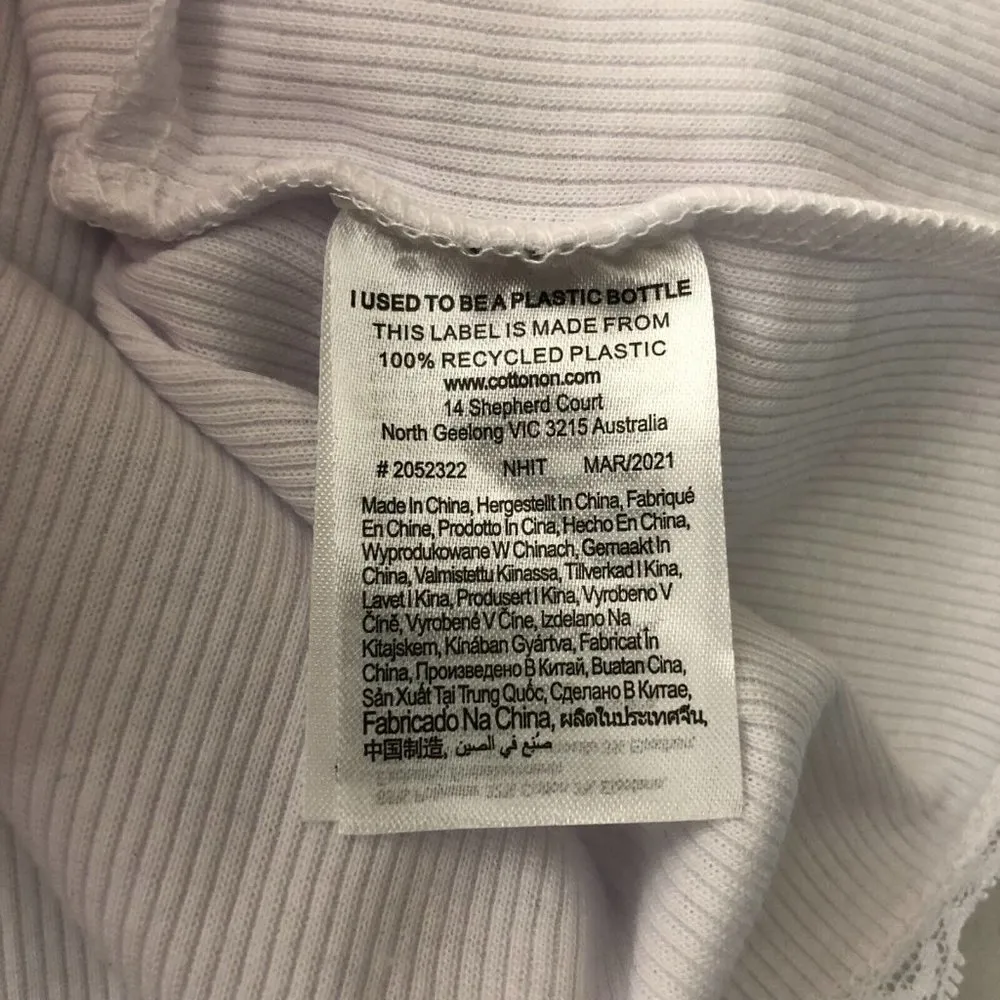 I USED TO BE A PLASTIC BOTTLE
THIS LABEL IS MADE FROM
100% RECYCLED PLASTIC
www.cottonon.com
14 Shepherd Court
North Geelong VIC 3215 Australia
# 2052322 NHIT MAR/2021
Made In China, Hergestellt In China, Fabriqué
En Chine, Prodotto In Cina, Hecho En China,
Wyprodukowane W Chinach, Gemaakt In
China, Valmistettu Kiinassa, Tillverkad I Kina,
Lavet I Kina, Produsert I Kina, Vyrobeno V
Číně, Vyrobené V Číne, Izdelano Na
Kitajskem, Kínában Gyártva, Fabricat În
China, Произведено В Китай, Buatan Cina,
Sản Xuất Tại Trung Quốc, Сделано В Китае,
Fabricado Na China, ผลิตในประเทศจีน,
中国制造, صنع في الصين